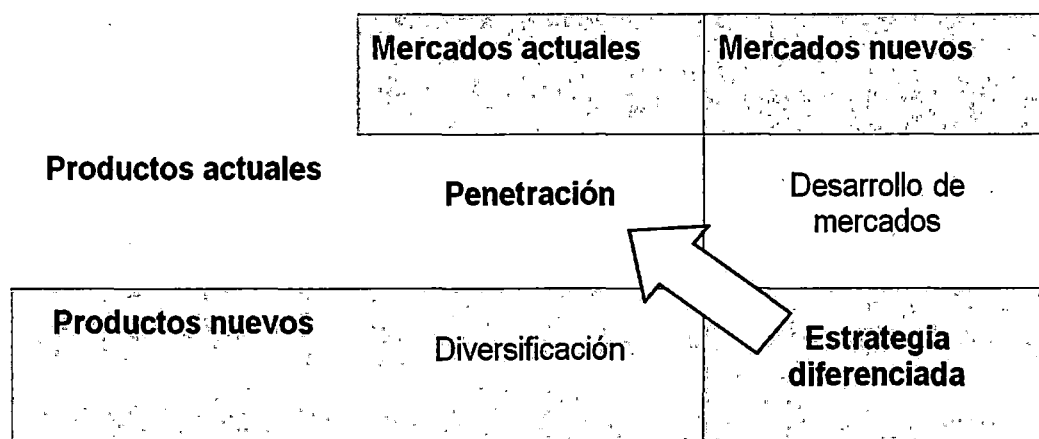 Mercados actuales
Mercados nuevos
Productos actuales
Penetración
Desarrollo de
mercados
Productos nuevos
Diversificación
Estrategia
diferenciada